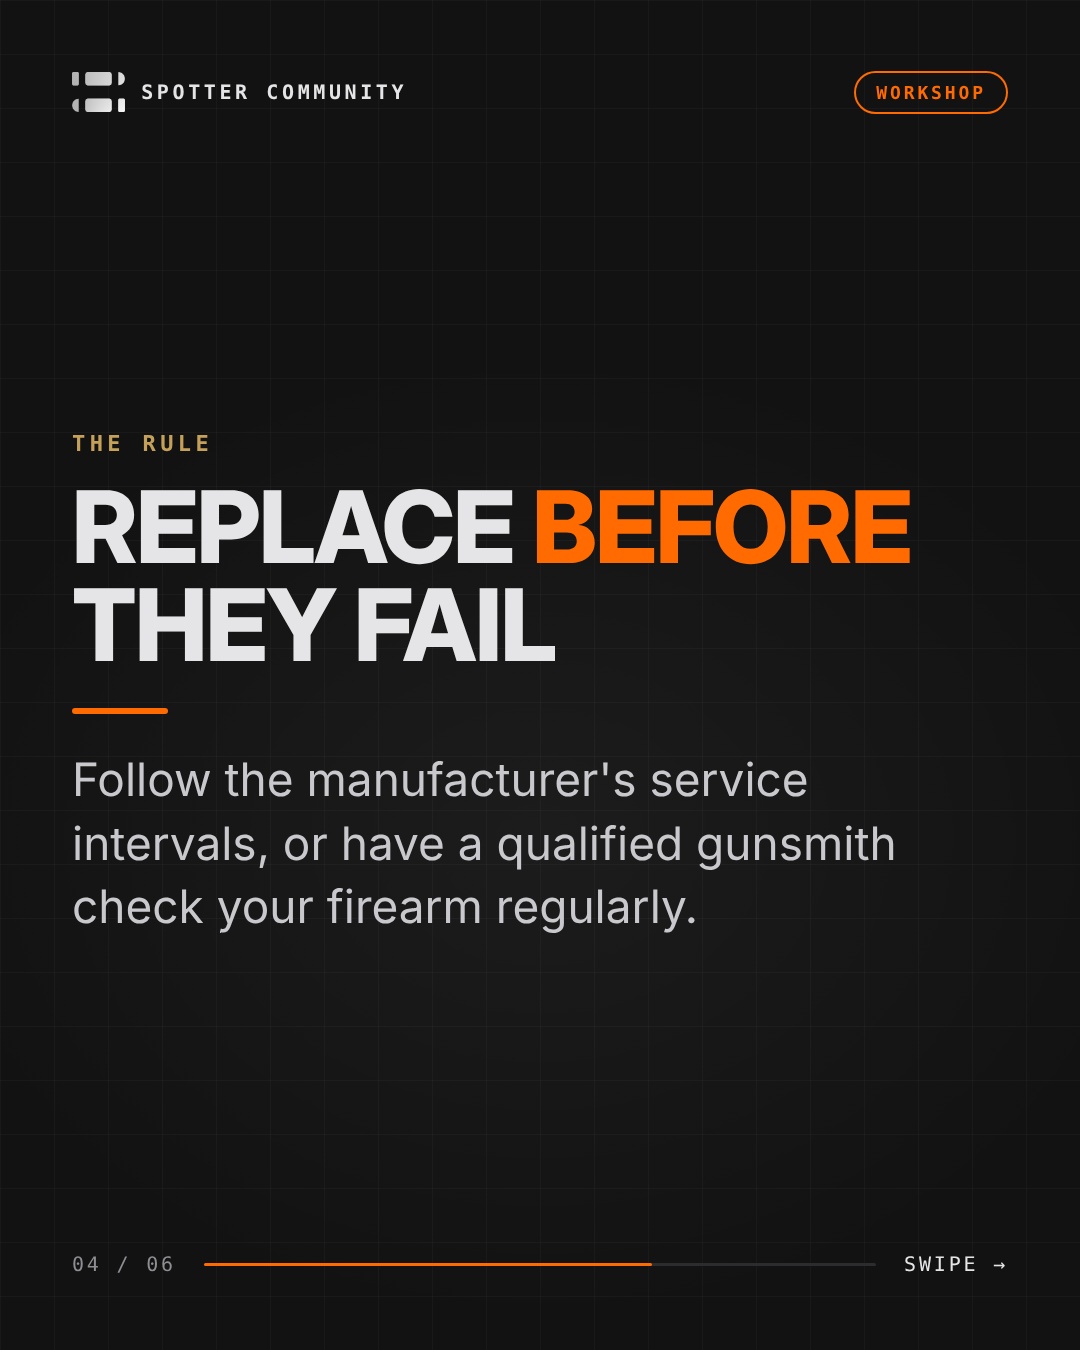 SPOTTER COMMUNITY
WORKSHOP
THE RULE
REPLACE BEFORE
THEY FAIL
Follow the manufacturer's service
intervals, or have a qualified gunsmith
check your firearm regularly.
04 / 06
SWIPE →